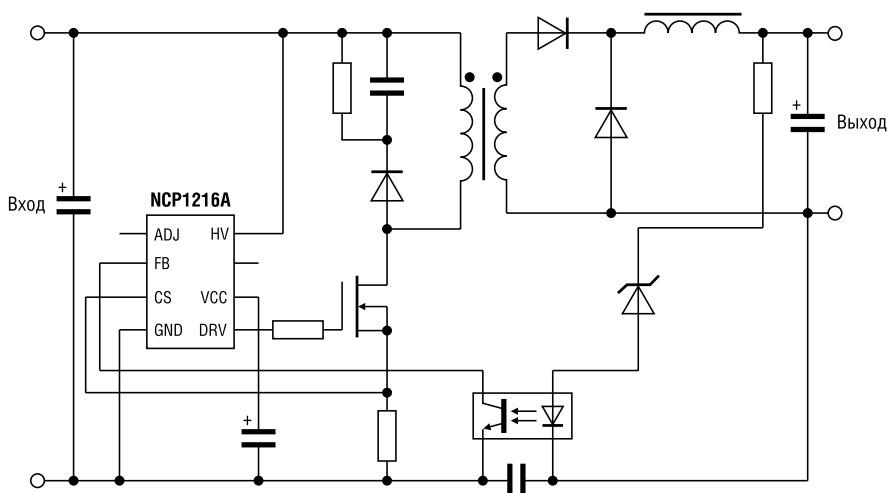 +
Выход
+
Вход
NCP1216A
ADJ HV
FB
CS VCC
GND DRV
+